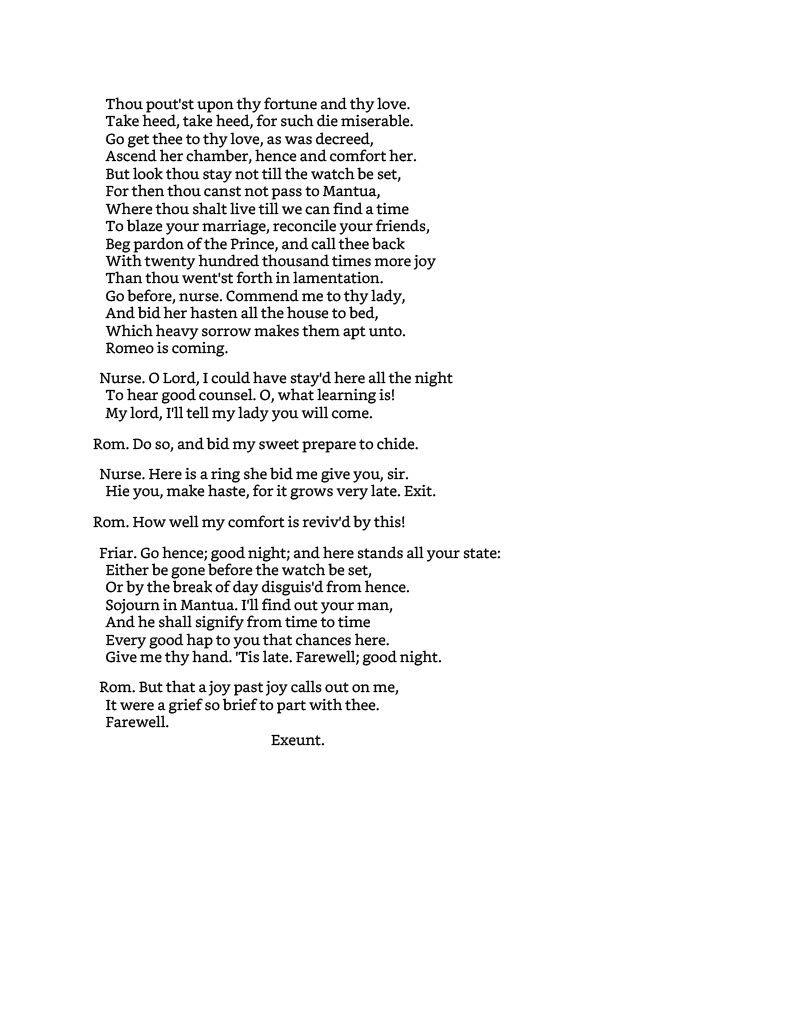 Thou pout'st upon thy fortune and thy love.
Take heed, take heed, for such die miserable.
Go get thee to thy love, as was decreed,
Ascend her chamber, hence and comfort her.
But look thou stay not till the watch be set,
For then thou canst not pass to Mantua,
Where thou shalt live till we can find a time
To blaze your marriage, reconcile your friends,
Beg pardon of the Prince, and call thee back
With twenty hundred thousand times more joy
Than thou went'st forth in lamentation.
Go before, nurse. Commend me to thy lady,
And bid her hasten all the house to bed,
Which heavy sorrow makes them apt unto.
Romeo is coming.
Nurse. O Lord, I could have stay'd here all the night
To hear good counsel. O, what learning is!
My lord, I'll tell my lady you will come.
Rom. Do so, and bid my sweet prepare to chide.
Nurse. Here is a ring she bid me give you, sir.
Hie you, make haste, for it grows very late. Exit.
Rom. How well my comfort is reviv'd by this!
Friar. Go hence; good night; and here stands all your state:
Either be gone before the watch be set,
Or by the break of day disguis'd from hence.
Sojourn in Mantua. I'll find out your man,
And he shall signify from time to time
Every good hap to you that chances here.
Give me thy hand. 'Tis late. Farewell; good night.
Rom. But that a joy past joy calls out on me,
It were a grief so brief to part with thee.
Farewell.
Exeunt.